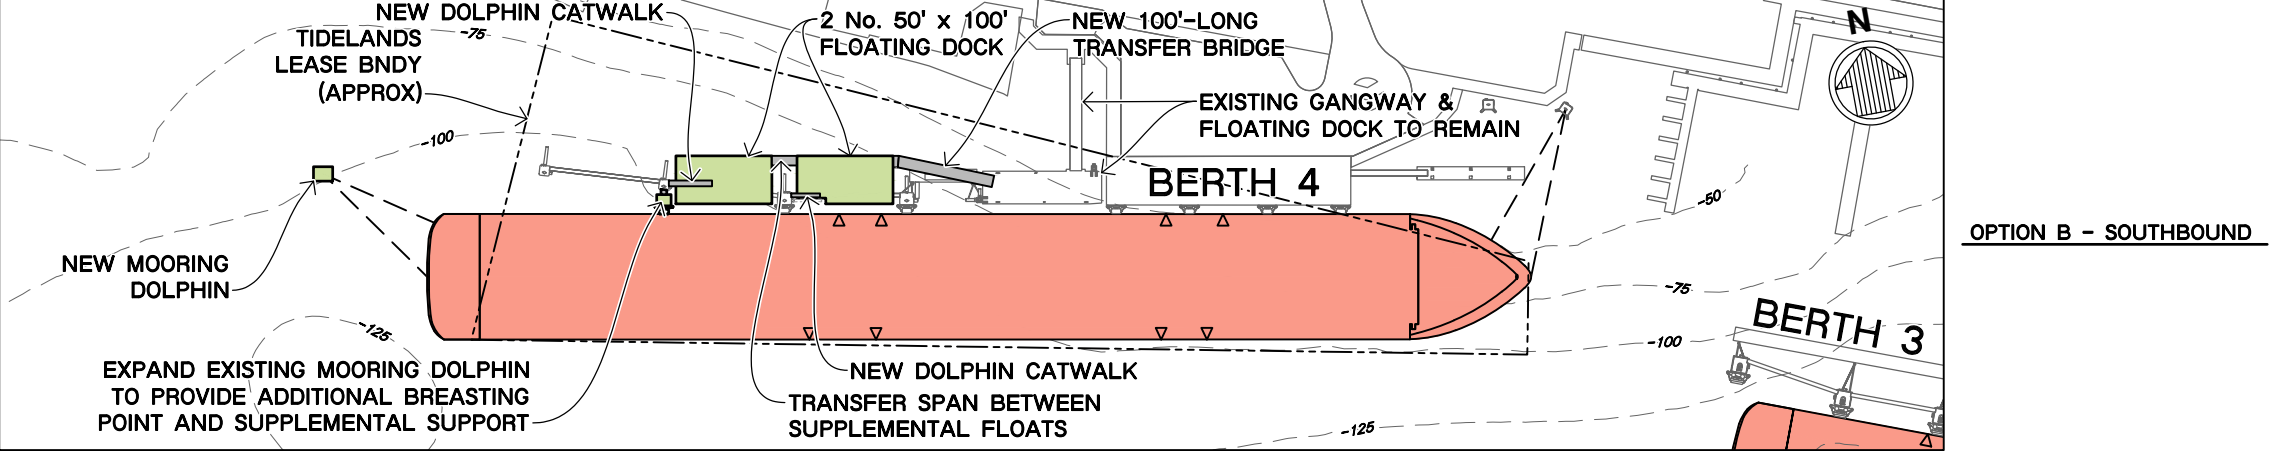 NEW DOLPHIN CATWALK
TIDELANDS
LEASE BNDY
(APPROX)
-75
2 No. 50' x 100'
FLOATING DOCK
NEW 100'-LONG
TRANSFER BRIDGE
EXISTING GANGWAY &
FLOATING DOCK TO REMAIN
N
-100
BERTH 4
-50
OPTION B - SOUTHBOUND
NEW MOORING
DOLPHIN
-75
-125
-100
BERTH 3
EXPAND EXISTING MOORING DOLPHIN
TO PROVIDE ADDITIONAL BREASTING
POINT AND SUPPLEMENTAL SUPPORT
NEW DOLPHIN CATWALK
TRANSFER SPAN BETWEEN
SUPPLEMENTAL FLOATS
-125